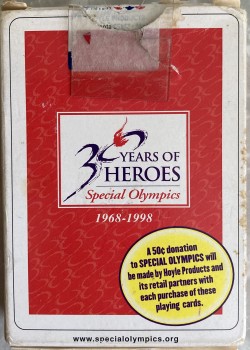 30 YEARS OF
HEROES
Special Olympics
1968-1998
A 50¢ donation
to SPECIAL OLYMPICS will
be made by Hoyle Products and
its retail partners with
each purchase of these
playing cards.
www.specialolympics.org